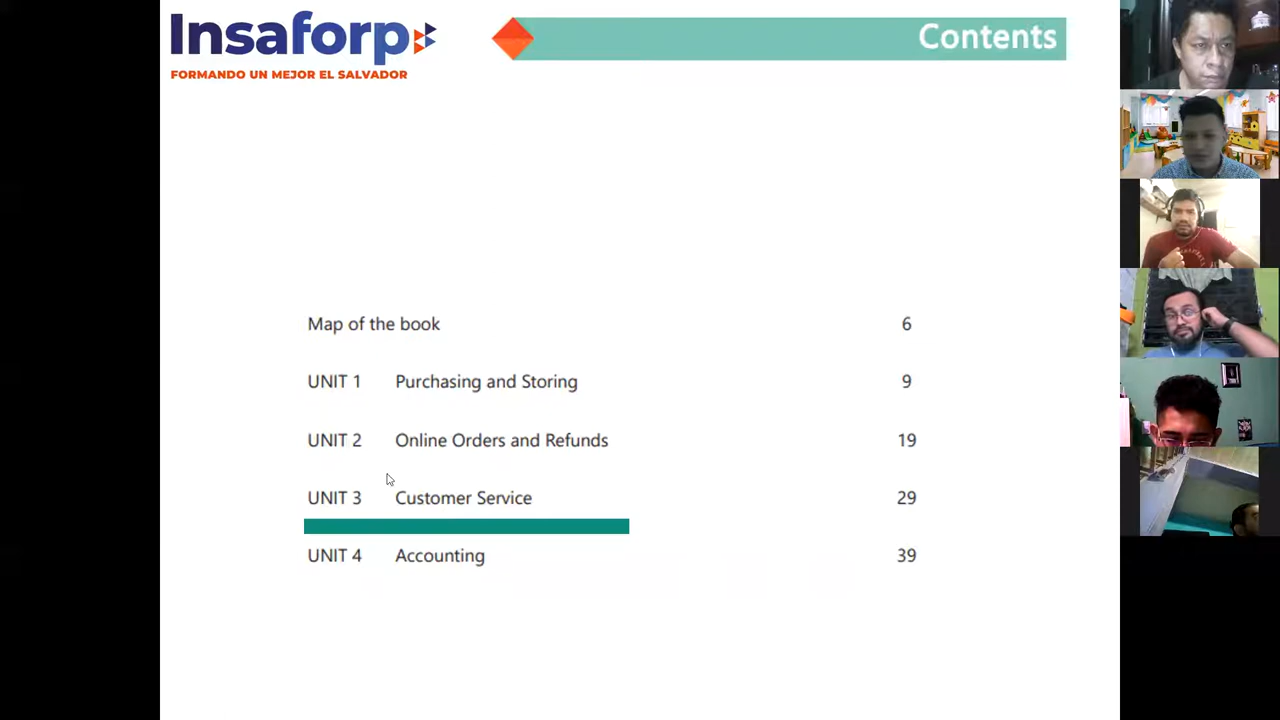 Insaforp
FORMANDO UN MEJOR EL SALVADOR
Contents
Map of the book 6
UNIT 1 Purchasing and Storing 9
UNIT 2 Online Orders and Refunds 19
UNIT 3 Customer Service 29
UNIT 4 Accounting 39